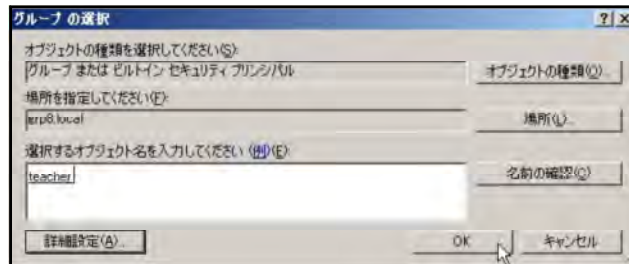 グループ の選択
オブジェクトの種類を選択してください(S):
グループ または ビルトイン セキュリティ プリンシパル
オブジェクトの種類(O)...
場所を指定してください(F):
grp8.local
場所(L)...
選択するオブジェクト名を入力してください (例)(E):
teacher
名前の確認(C)
詳細設定(A)...
OK
キャンセル